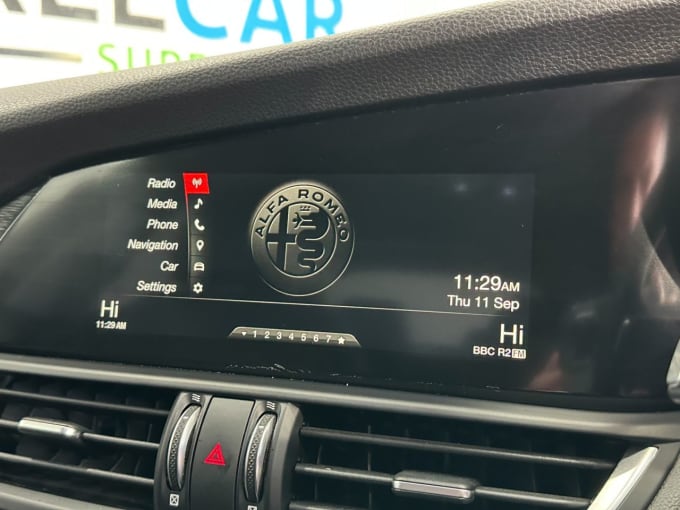 CAR
Radio
Media
Phone
Navigation
Car
Settings
ALFA ROMEO
11:29AM
Thu 11 Sep
Hi
11:29AM
1 2 3 4 5 6 7
Hi
BBC R2 FM